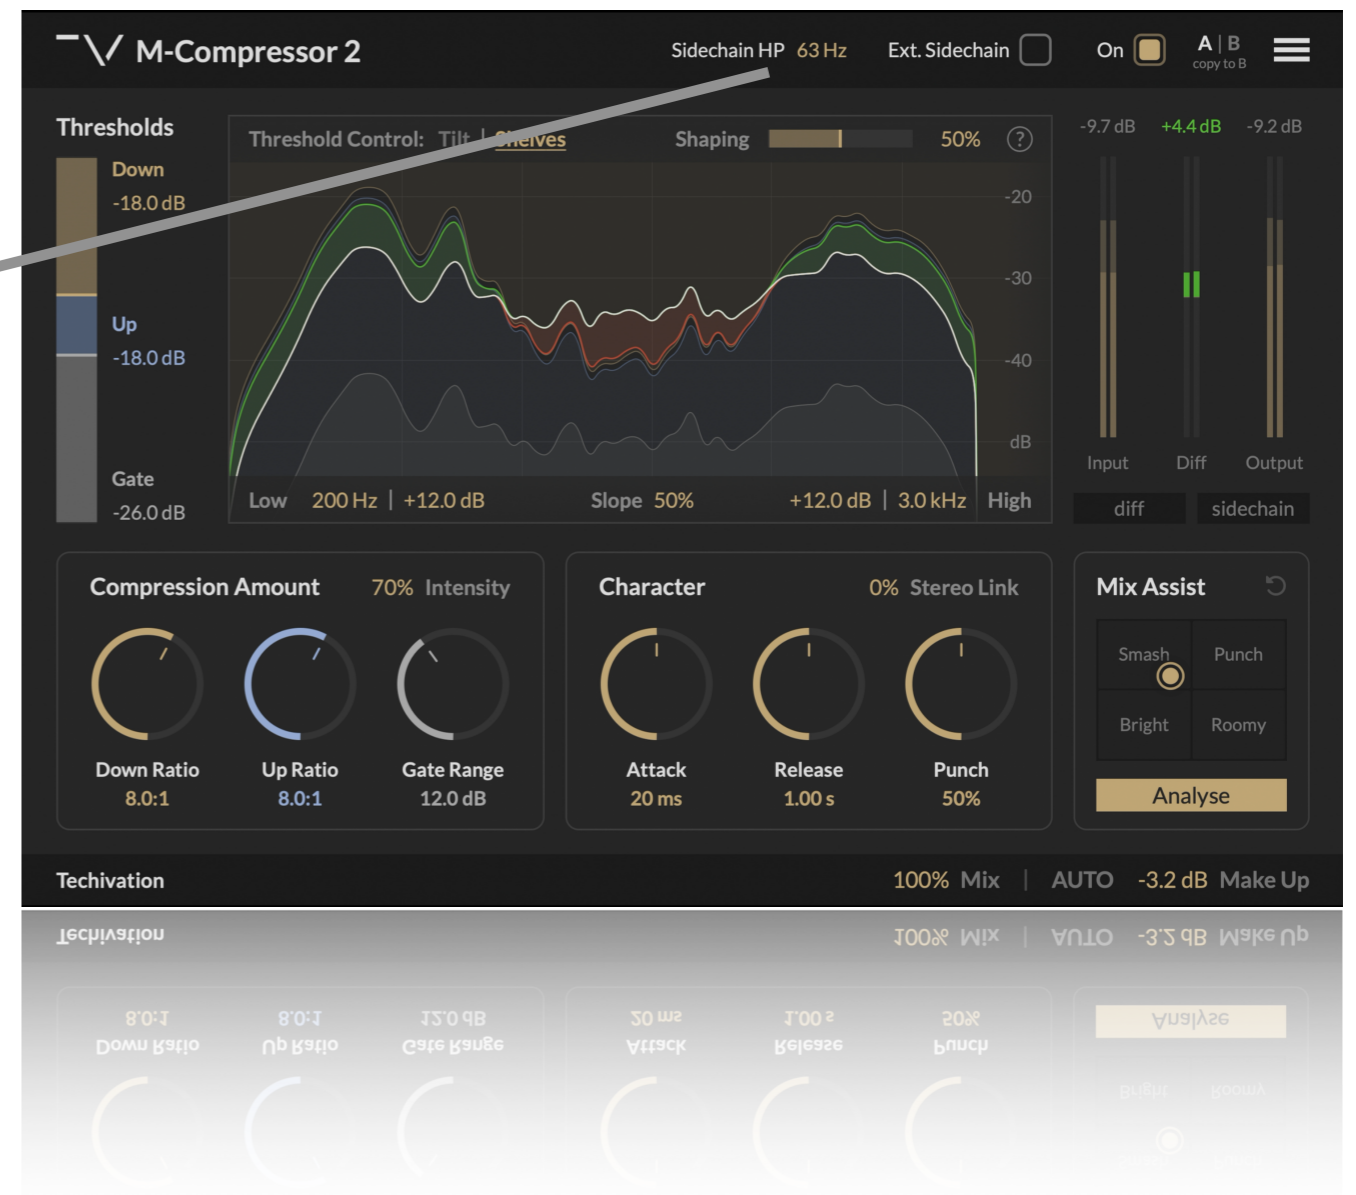 M-Compressor 2
Sidechain HP 63 Hz Ext. Sidechain On A | B
copy to B
Thresholds
Down
-18.0 dB
Up
-18.0 dB
Gate
-26.0 dB
Threshold Control: Tilt | Shelves Shaping 50% ?
-20
-30
-40
dB
Low 200 Hz | +12.0 dB Slope 50% +12.0 dB | 3.0 kHz High
-9.7 dB +4.4 dB -9.2 dB
Input Diff Output
diff sidechain
Compression Amount 70% Intensity
Down Ratio Up Ratio Gate Range
8.0:1 8.0:1 12.0 dB
Character 0% Stereo Link
Attack Release Punch
20 ms 1.00 s 50%
Mix Assist
Smash Punch
Bright Roomy
Analyse
Techivation 100% Mix | AUTO -3.2 dB Make Up